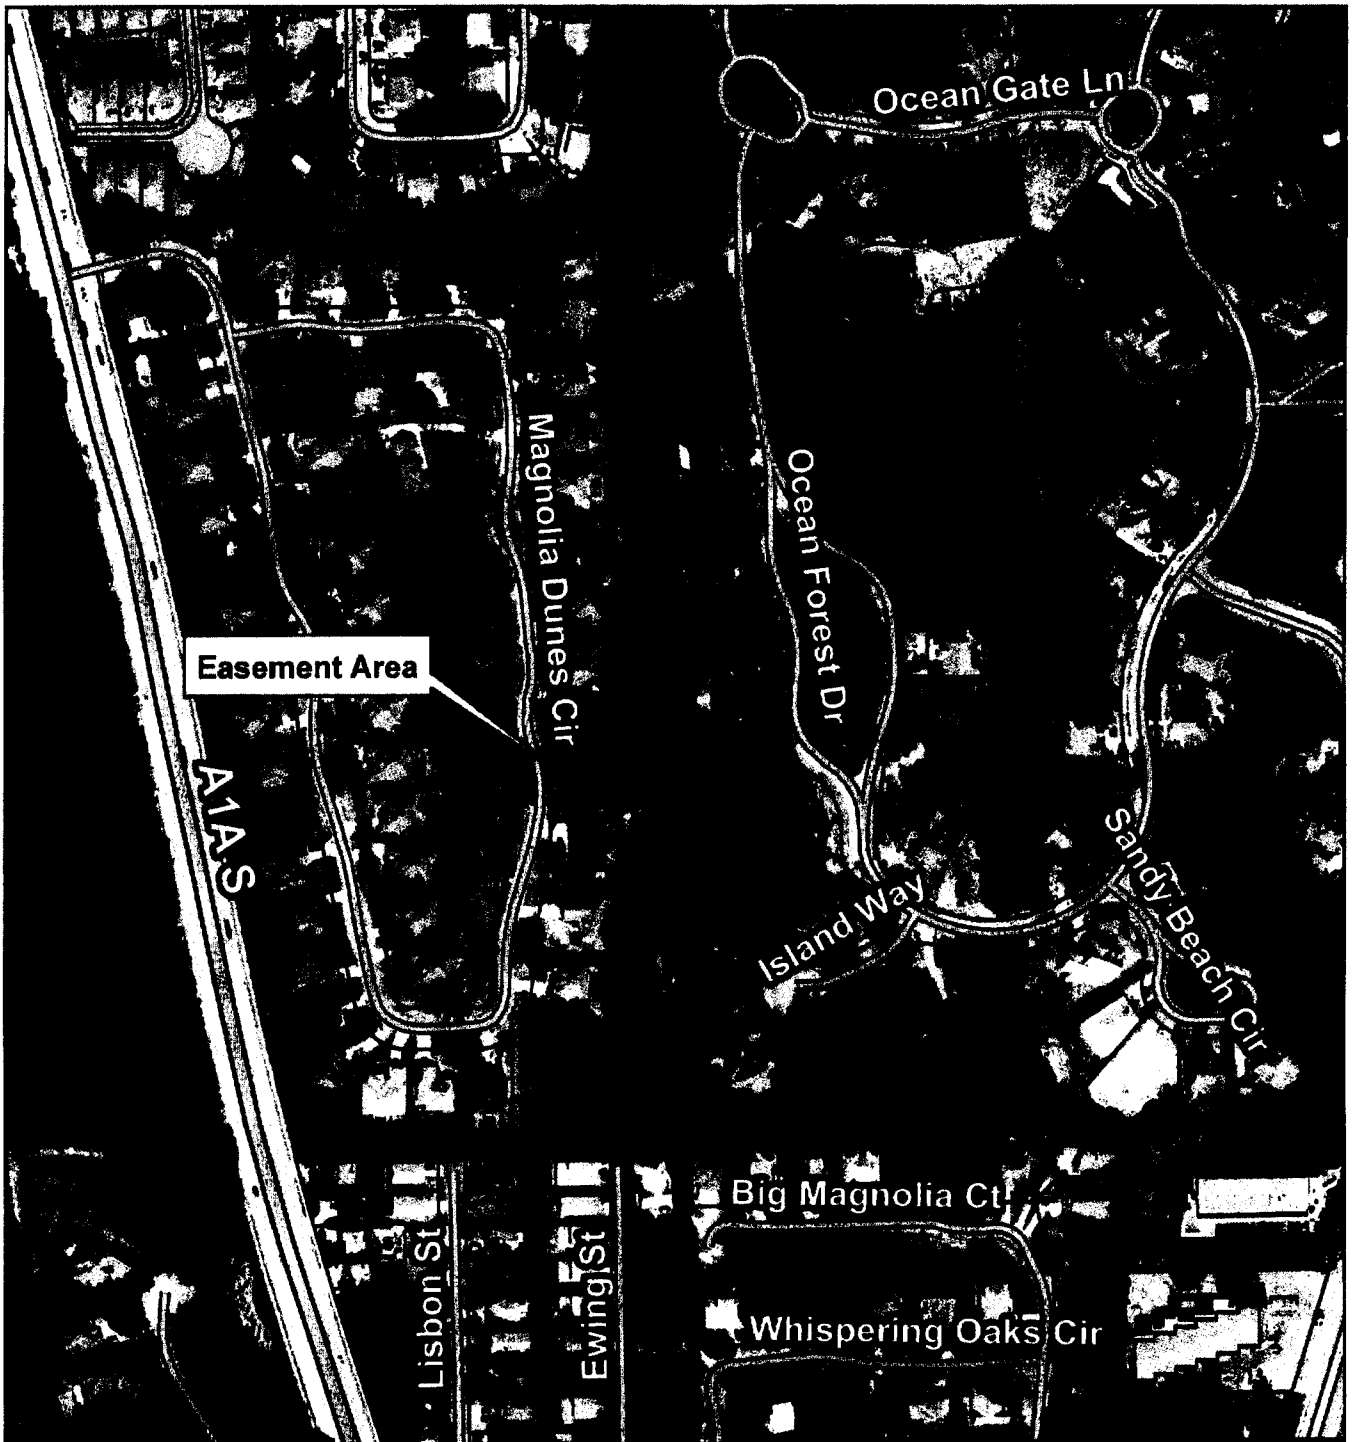 Ocean Gate Ln
Magnolia Dunes Cir
Ocean Forest Dr
Easement Area
A1A S
Sandy Beach Cir
Island Way
Big Magnolia Ct
Lisbon St
Ewing St
Whispering Oaks Cir